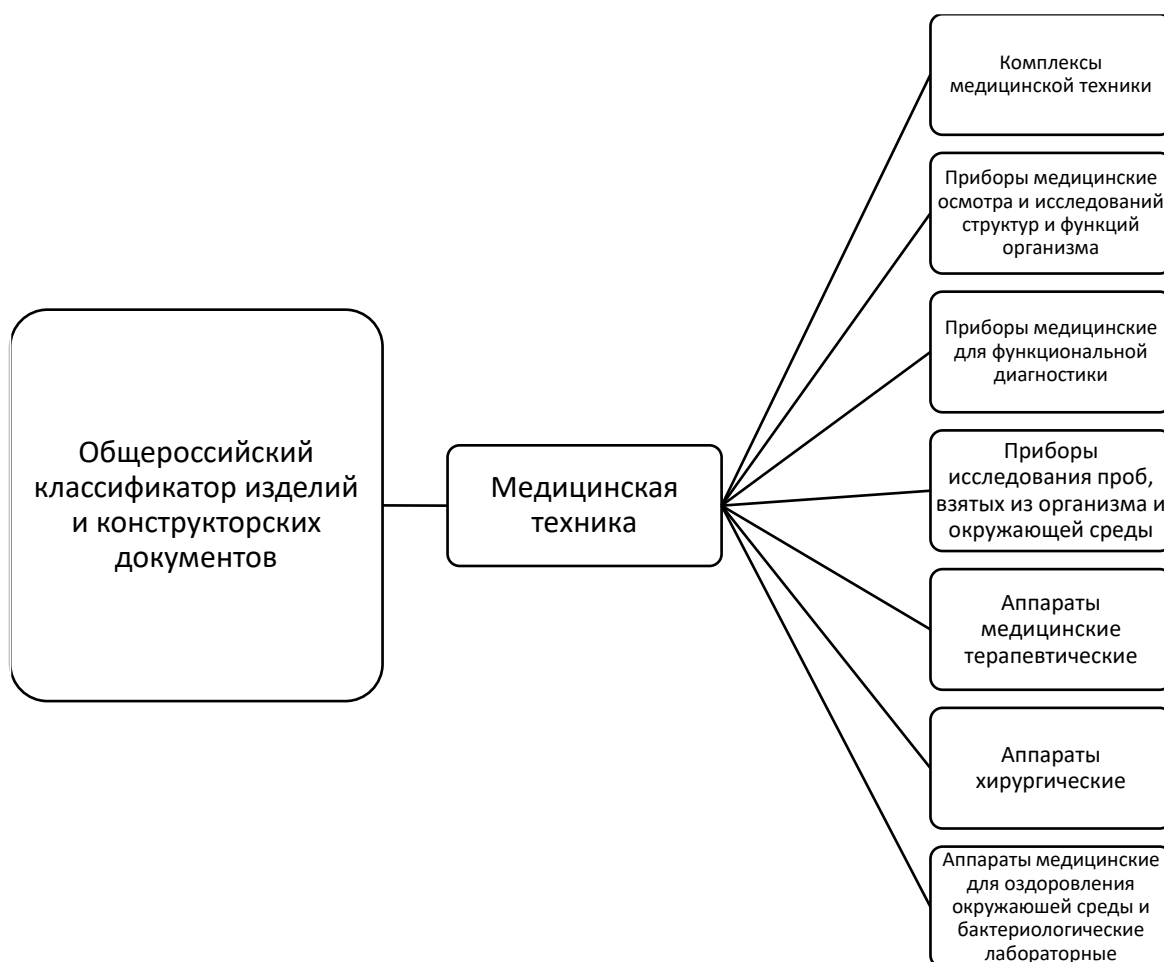 Общероссийский
классификатор изделий
и конструкторских
документов
Медицинская
техника
Комплексы
медицинской техники
Приборы медицинские
осмотра и исследований
структур и функций
организма
Приборы медицинские
для функциональной
диагностики
Приборы
исследования проб,
взятых из организма и
окружающей среды
Аппараты
медицинские
терапевтические
Аппараты
хирургические
Аппараты медицинские
для оздоровления
окружаюшей среды и
бактериологические
лабораторные